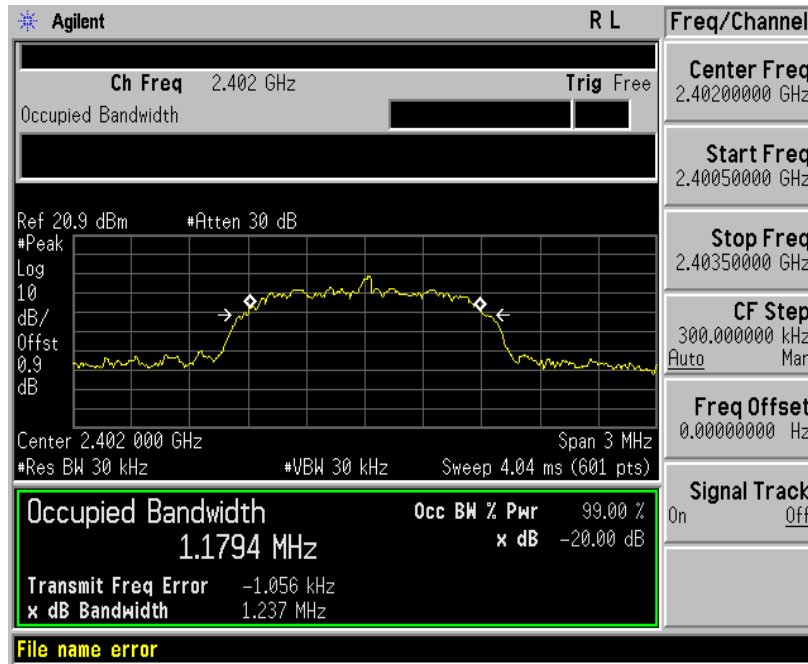 Agilent
R L
Freq/Channel
Ch Freq 2.402 GHz
Trig Free
Occupied Bandwidth
Center Freq
2.40200000 GHz
Start Freq
2.40050000 GHz
Stop Freq
2.40350000 GHz
CF Step
300.000000 kHz
Auto Man
Freq Offset
0.00000000 Hz
Signal Track
On Off
Ref 20.9 dBm
#Atten 30 dB
#Peak
Log
10
dB/
Offst
0.9
dB
Center 2.402 000 GHz
Span 3 MHz
#Res BW 30 kHz
#VBW 30 kHz
Sweep 4.04 ms (601 pts)
Occupied Bandwidth
1.1794 MHz
Occ BW % Pwr 99.00 %
x dB -20.00 dB
Transmit Freq Error -1.056 kHz
x dB Bandwidth 1.237 MHz
File name error